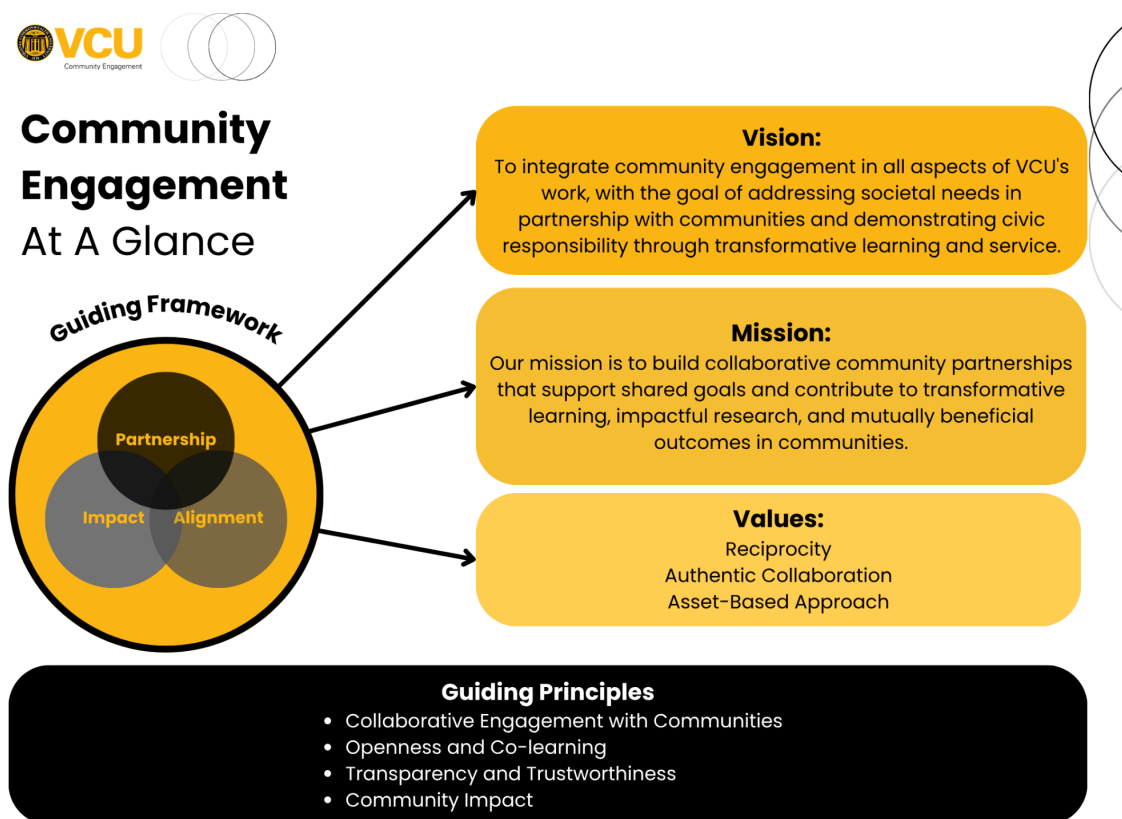 VCU
Community Engagement
Community
Engagement
At A Glance
Guiding Framework
Partnership
Impact
Alignment
Vision:
To integrate community engagement in all aspects of VCU's
work, with the goal of addressing societal needs in
partnership with communities and demonstrating civic
responsibility through transformative learning and service.
Mission:
Our mission is to build collaborative community partnerships
that support shared goals and contribute to transformative
learning, impactful research, and mutually beneficial
outcomes in communities.
Values:
Reciprocity
Authentic Collaboration
Asset-Based Approach
Guiding Principles
• Collaborative Engagement with Communities
• Openness and Co-learning
• Transparency and Trustworthiness
• Community Impact